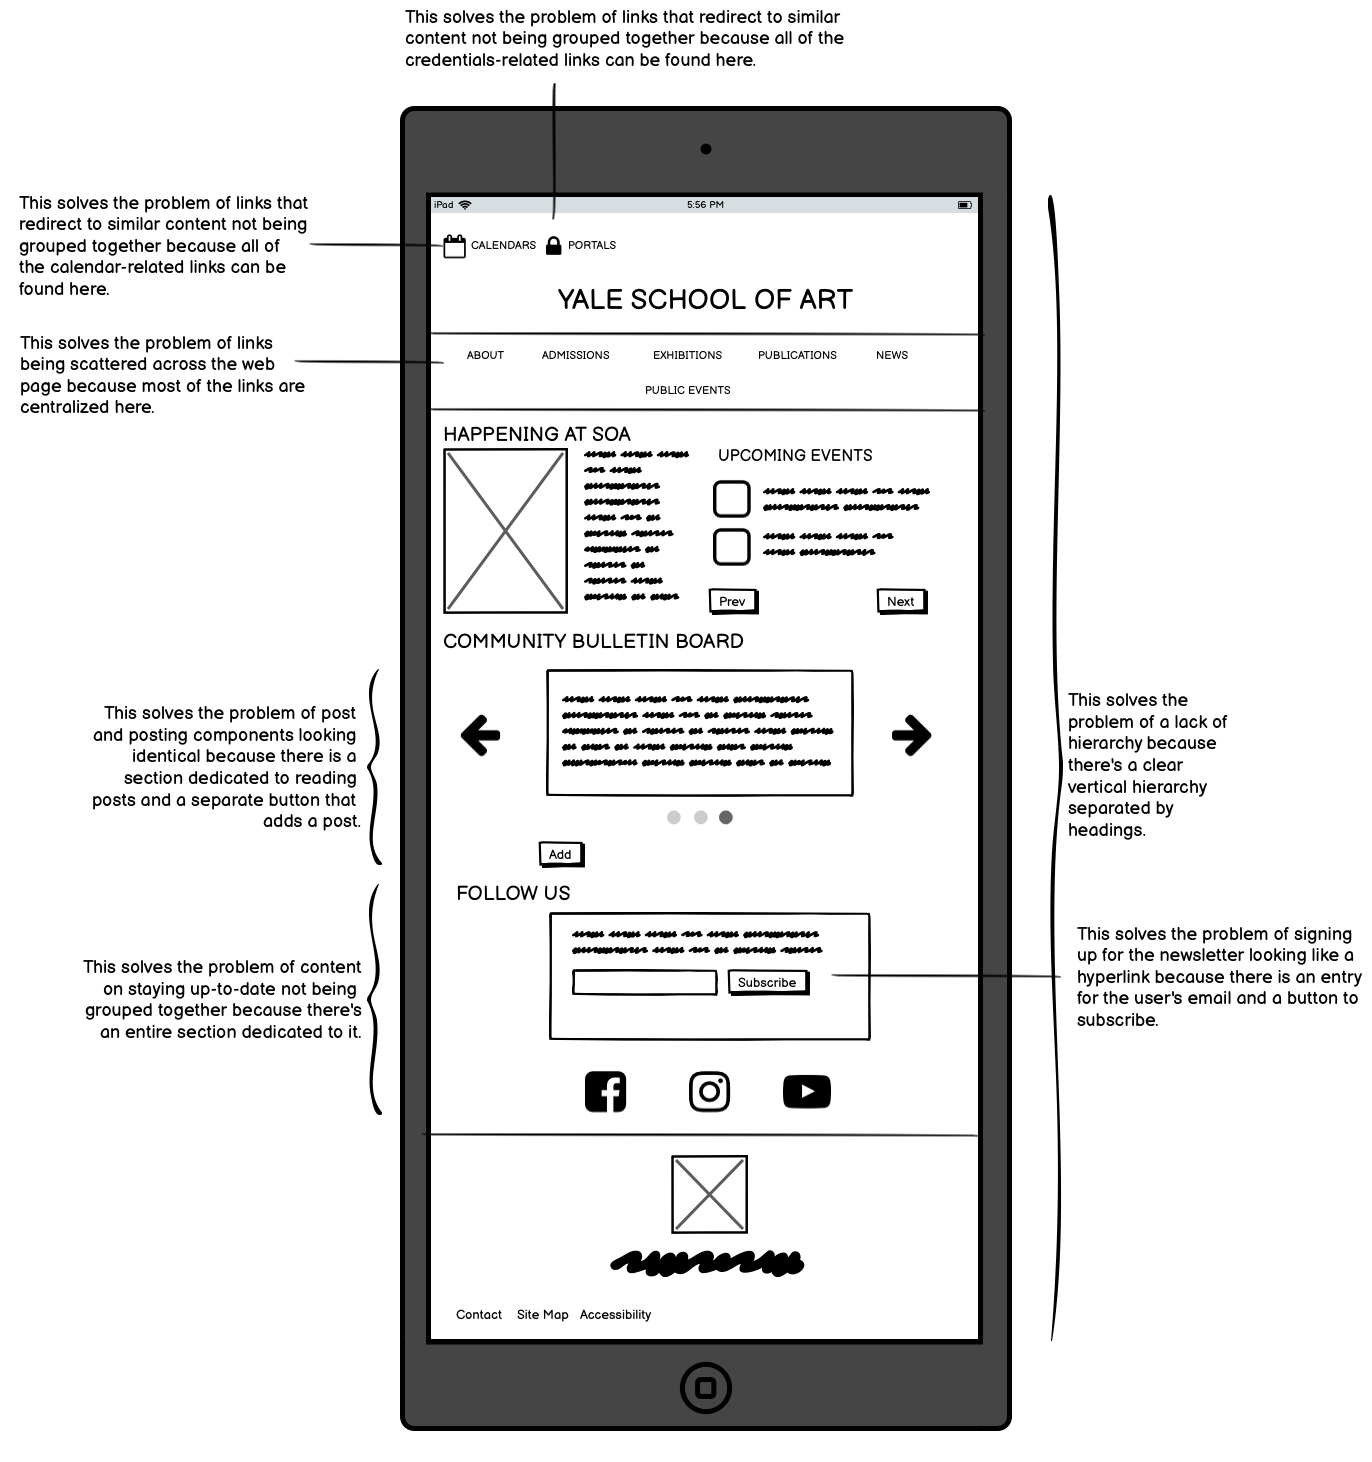 This solves the problem of links that redirect to similar
content not being grouped together because all of the
credentials-related links can be found here.
This solves the problem of links that
redirect to similar content not being
grouped together because all of
the calendar-related links can be
found here.
This solves the problem of links
being scattered across the web
page because most of the links are
centralized here.
iPad 5:56 PM
CALENDARS PORTALS
YALE SCHOOL OF ART
ABOUT ADMISSIONS EXHIBITIONS PUBLICATIONS NEWS
PUBLIC EVENTS
HAPPENING AT SOA
UPCOMING EVENTS
Prev Next
COMMUNITY BULLETIN BOARD
This solves the problem of post
and posting components looking
identical because there is a
section dedicated to reading
posts and a separate button that
adds a post.
Add
This solves the
problem of a lack of
hierarchy because
there's a clear
vertical hierarchy
separated by
headings.
FOLLOW US
This solves the problem of content
on staying up-to-date not being
grouped together because there's
an entire section dedicated to it.
Subscribe
This solves the problem of signing
up for the newsletter looking like a
hyperlink because there is an entry
for the user's email and a button to
subscribe.
Contact Site Map Accessibility